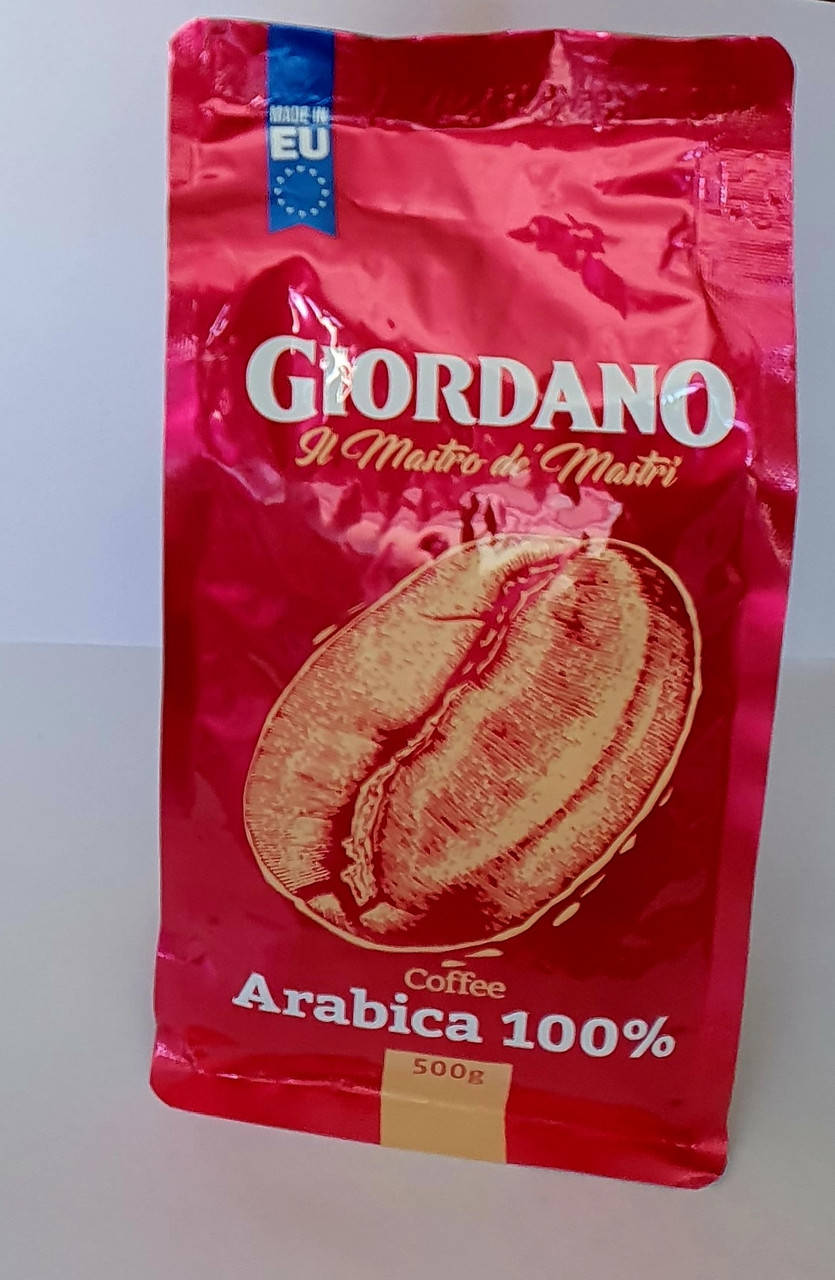 MADE IN
EU
GIORDANO
Il Mastro de' Mastri
Coffee
Arabica 100%
500g